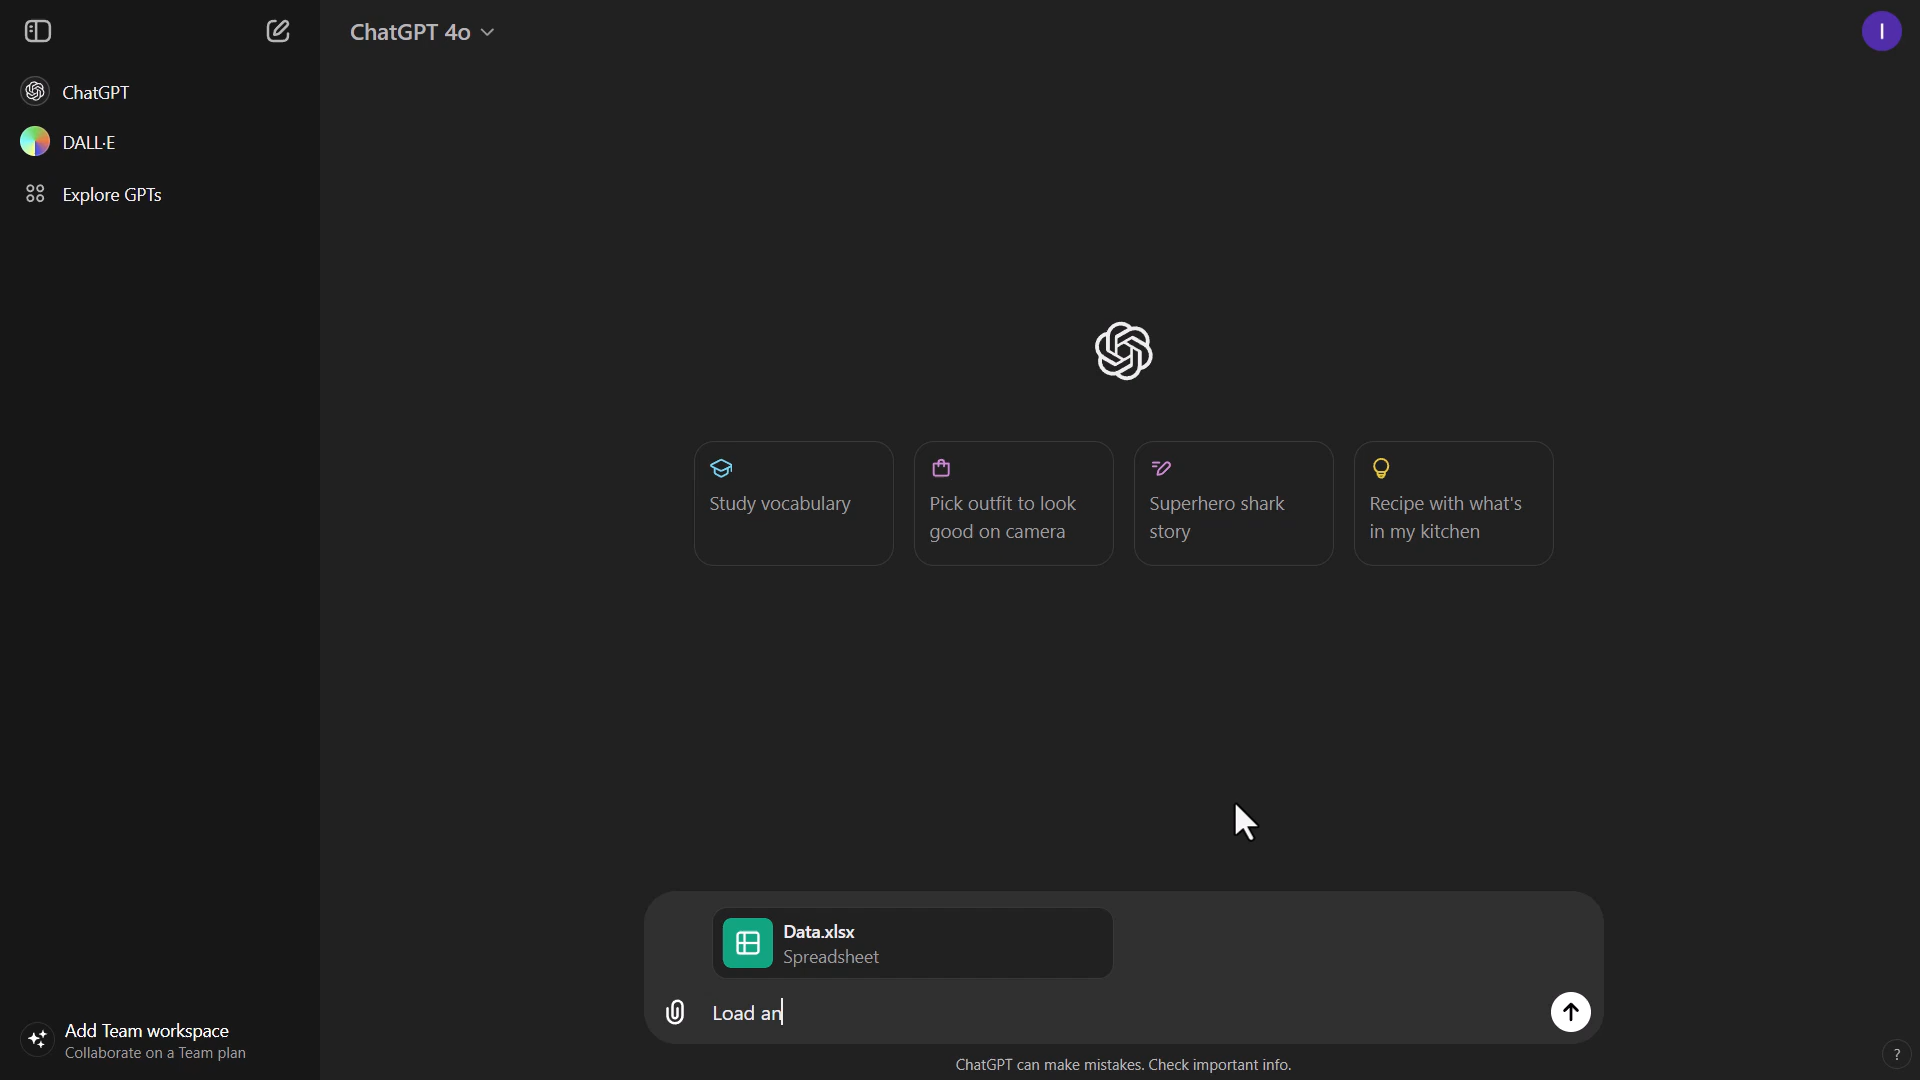 ChatGPT 4o
I
ChatGPT
DALL·E
Explore GPTs
Study vocabulary
Pick outfit to look
good on camera
Superhero shark
story
Recipe with what's
in my kitchen
Data.xlsx
Spreadsheet
Load an
Add Team workspace
Collaborate on a Team plan
ChatGPT can make mistakes. Check important info.
?